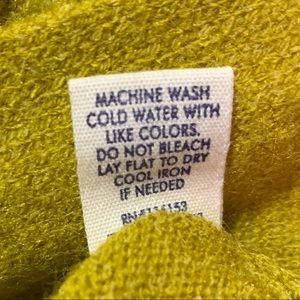 MACHINE WASH
COLD WATER WITH
LIKE COLORS.
DO NOT BLEACH
LAY FLAT TO DRY
COOL IRON
IF NEEDED